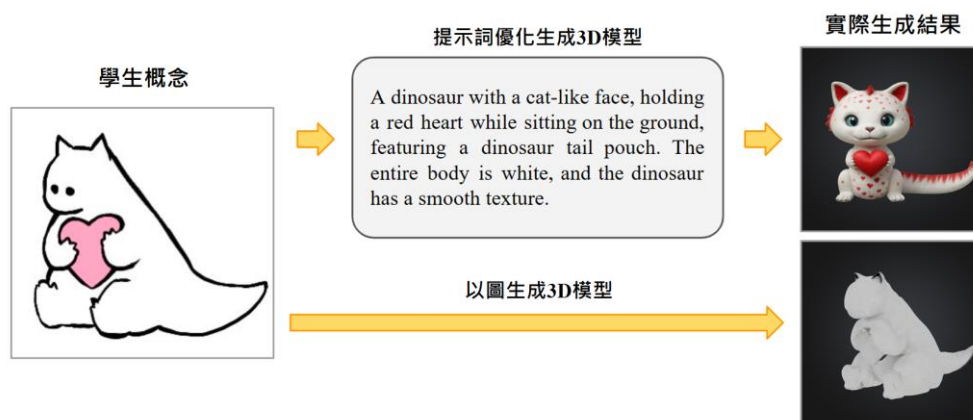 學生概念
提示詞優化生成3D模型
A dinosaur with a cat-like face, holding
a red heart while sitting on the ground,
featuring a dinosaur tail pouch. The
entire body is white, and the dinosaur
has a smooth texture.
實際生成結果
以圖生成3D模型